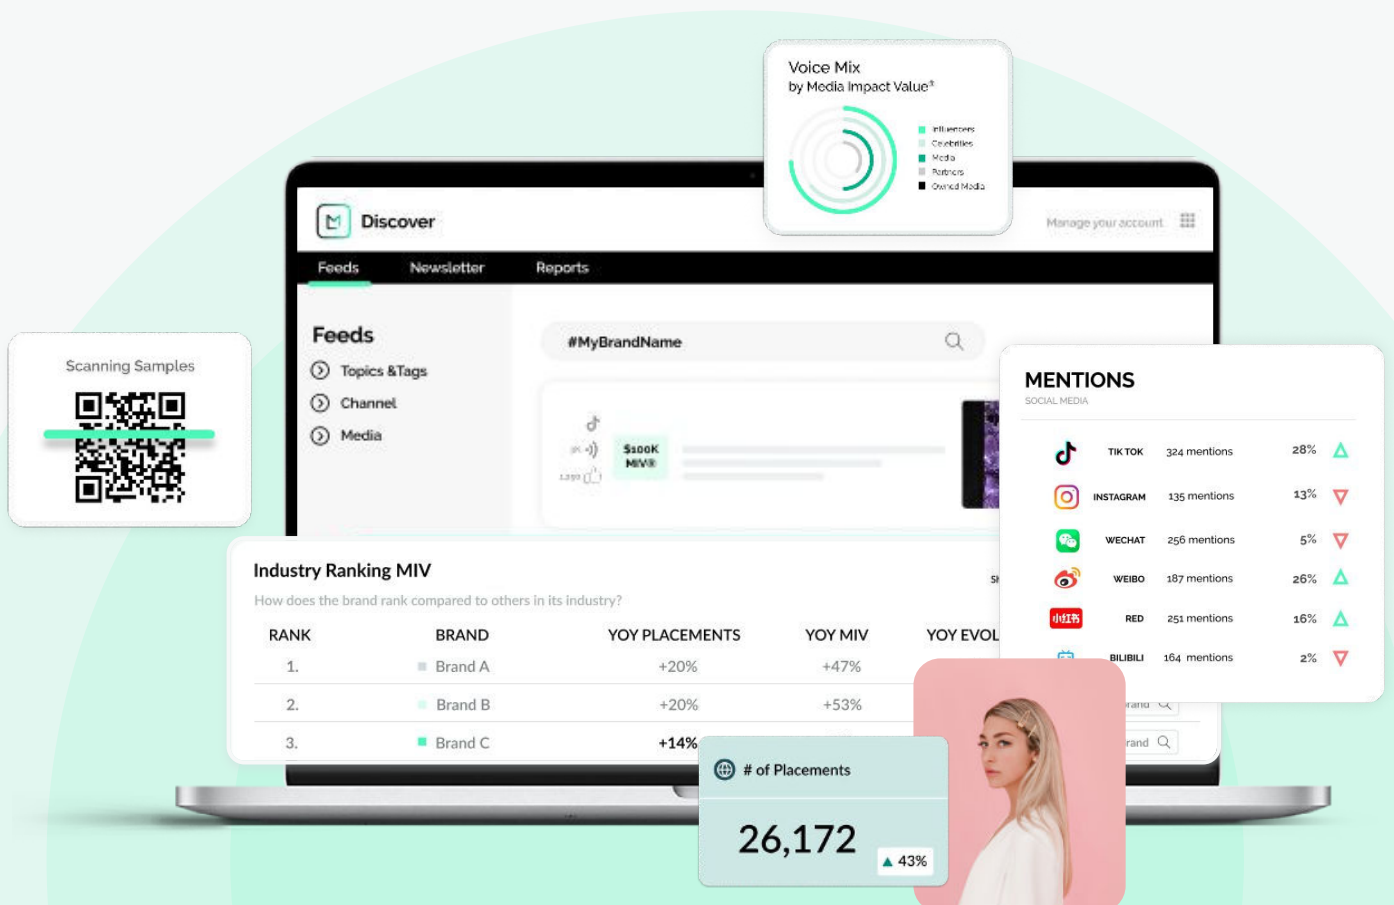 Voice Mix
by Media Impact Value®
Influencers
Celebrities
Media
Partners
Owned Media
Discover
Manage your account
Feeds Newsletter Reports
Scanning Samples
Feeds
Topics &Tags
Channel
Media
#MyBrandName
$100K
MIV®
MENTIONS
SOCIAL MEDIA
TIK TOK 324 mentions 28%
INSTAGRAM 135 mentions 13%
WECHAT 256 mentions 5%
WEIBO 187 mentions 26%
小红书 RED 251 mentions 16%
BILIBILI 164 mentions 2%
Industry Ranking MIV
How does the brand rank compared to others in its industry?
RANK BRAND YOY PLACEMENTS YOY MIV YOY EVOL
1. Brand A +20% +47%
2. Brand B +20% +53%
rand
3. Brand C +14%
rand
# of Placements
26,172
43%